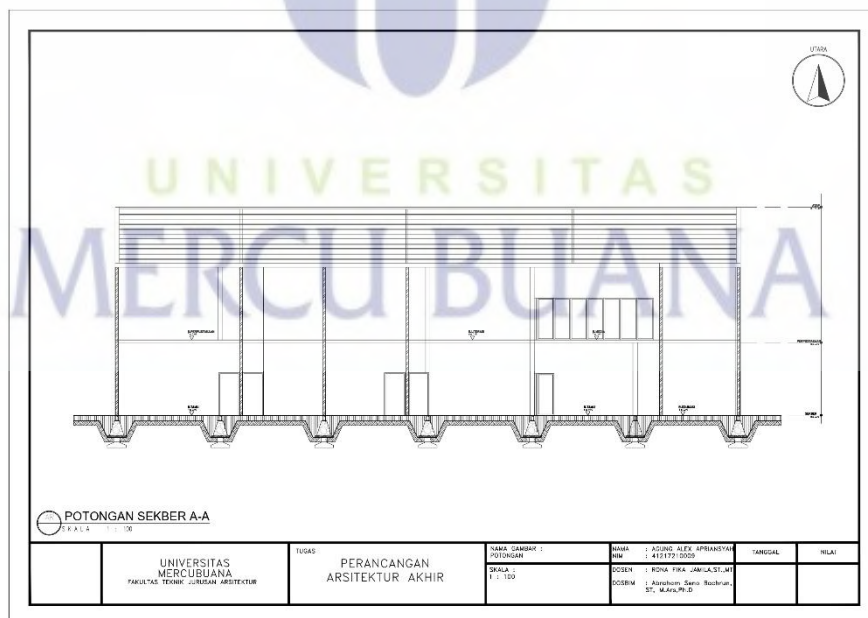 UTARA
UNIVERSITAS
MERCU BUANA
POTONGAN SEKBER A-A
SKALA 1 : 100
UNIVERSITAS
MERCUBUANA
FAKULTAS TEKNIK JURUSAN ARSITEKTUR
TUGAS
PERANCANGAN
ARSITEKTUR AKHIR
NAMA GAMBAR :
POTONGAN
SKALA :
1 : 100
NAMA : AGUNG ALEX APRIANSYAH
NIM : 41217210009
DOSEN : RONA FIKA JAMILA,ST.,MT
DOSBIM : Abraham Seno Bachrun,
ST, M.Ars,Ph.D
TANGGAL
NILAI